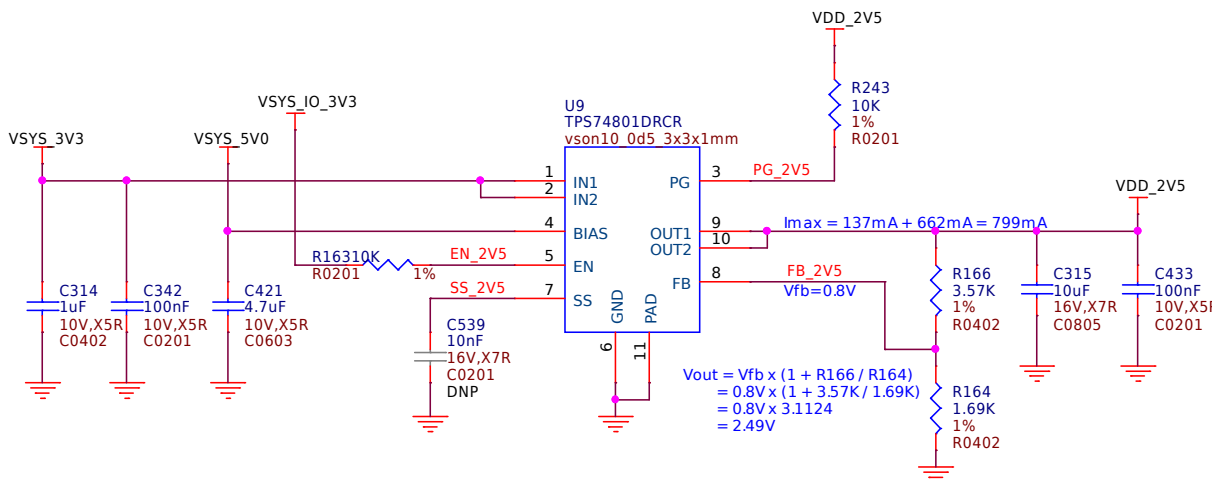 VDD_2V5
R243
10K
1%
R0201
VSYS_IO_3V3
U9
TPS74801DRCR
vson10_0d5_3x3x1mm
VSYS_3V3
VSYS_5V0
1
IN1
2
IN2
3
PG
PG_2V5
VDD_2V5
4
BIAS
9
OUT1
10
OUT2
Imax = 137mA + 662mA = 799mA
R16310K
R0201
1%
EN_2V5
5
EN
8
FB
FB_2V5
Vfb=0.8V
SS_2V5
7
SS
GND
PAD
6
11
C314
1uF
10V,X5R
C0402
C342
100nF
10V,X5R
C0201
C421
4.7uF
10V,X5R
C0603
C539
10nF
16V,X7R
C0201
DNP
R166
3.57K
1%
R0402
C315
10uF
16V,X7R
C0805
C433
100nF
10V,X5R
C0201
Vout = Vfb x (1 + R166 / R164)
= 0.8V x (1 + 3.57K / 1.69K)
= 0.8V x 3.1124
= 2.49V
R164
1.69K
1%
R0402